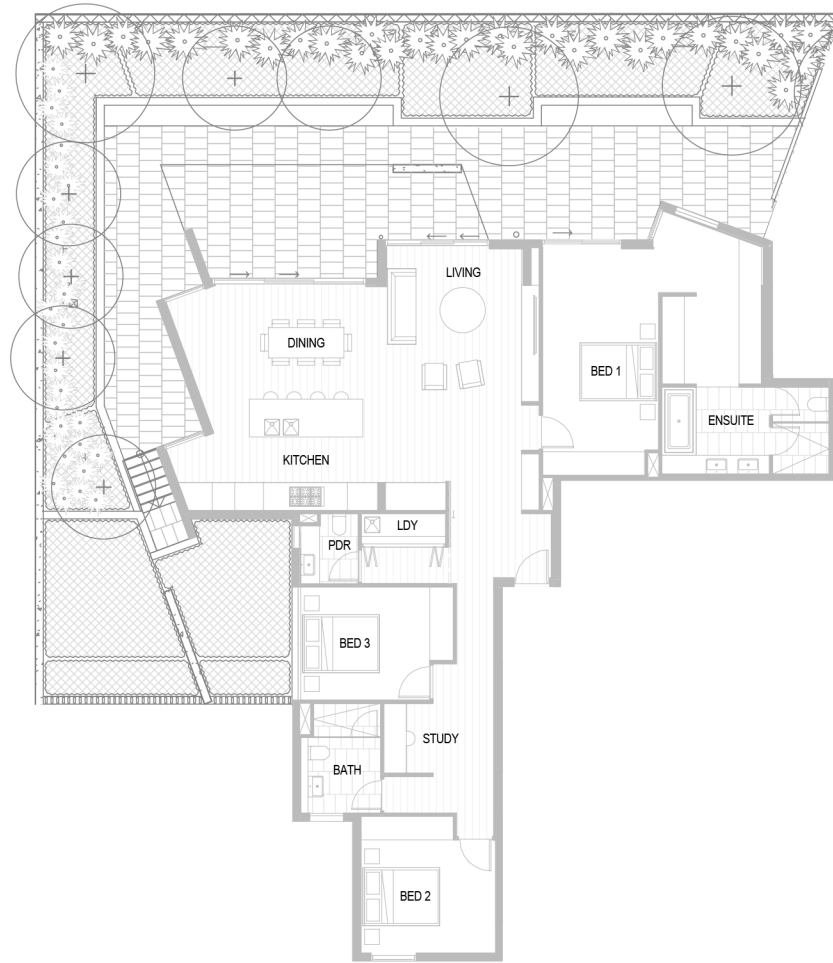 LIVING
DINING
BED 1
ENSUITE
KITCHEN
LDY
PDR
BED 3
STUDY
BATH
BED 2